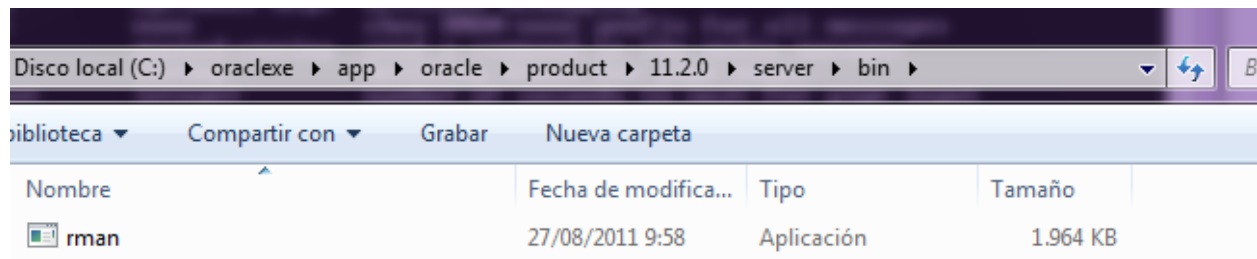 Disco local (C:) ▸ oraclexe ▸ app ▸ oracle ▸ product ▸ 11.2.0 ▸ server ▸ bin ▸
Compartir con Grabar Nueva carpeta
Nombre Fecha de modifica... Tipo Tamaño
rman 27/08/2011 9:58 Aplicación 1.964 KB